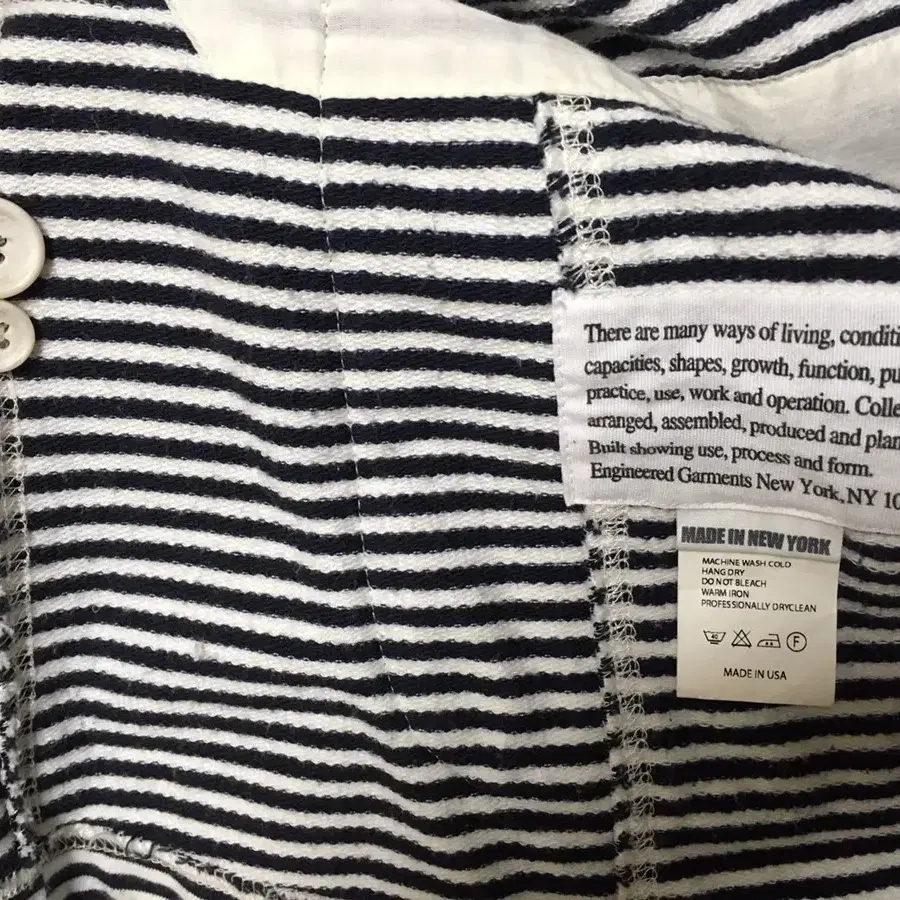 There are many ways of living, conditi
capacities, shapes, growth, function, pu
practice, use, work and operation. Colle
arranged, assembled, produced and plan
Built showing use, process and form.
Engineered Garments New York, NY 10
MADE IN NEW YORK
MACHINE WASH COLD
HANG DRY
DO NOT BLEACH
WARM IRON
PROFESSIONALLY DRYCLEAN
40 F
MADE IN USA